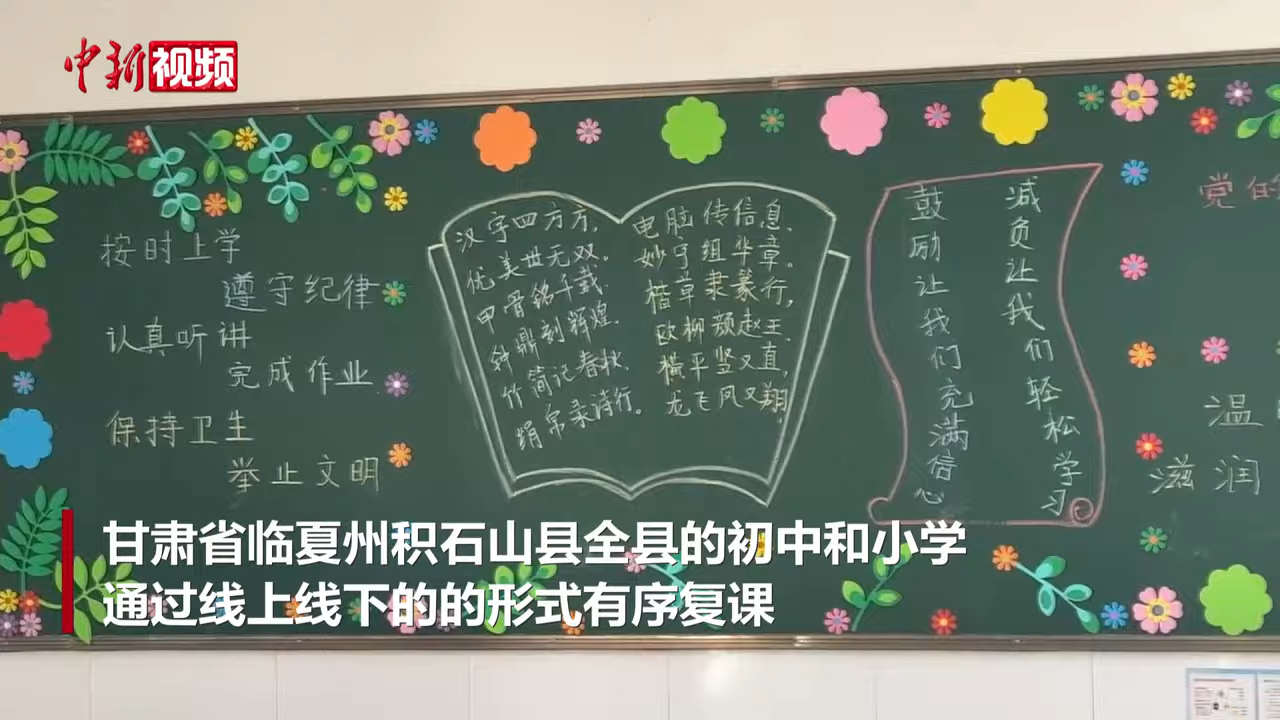 中新视频
按时上学
遵守纪律
认真听讲
完成作业
保持卫生
举止文明
汉字四方方，
优美世无双。
甲骨铭千载，
钟鼎刻辉煌，
竹简记春秋，
绢帛录诗行。
电脑传信息，
妙字组华章。
楷草隶篆行，
欧柳颜赵王，
横平竖又直，
龙飞凤又翔，
减负让我们轻松学习
鼓励让我们充满信心
党的
温
滋润
甘肃省临夏州积石山县全县的初中和小学
通过线上线下的的形式有序复课